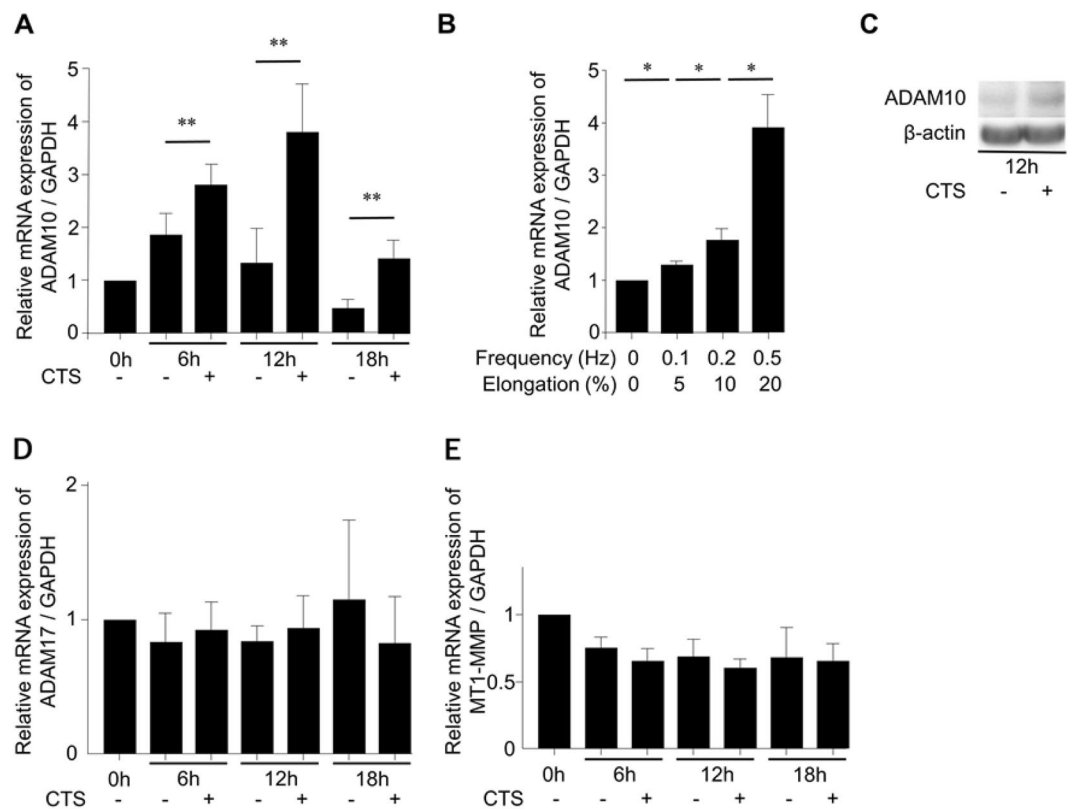 A
Relative mRNA expression of
ADAM10 / GAPDH
5
4
3
2
1
0
**
**
**
0h 6h 12h 18h
CTS - - + - + - +
B
Relative mRNA expression of
ADAM10 / GAPDH
5
4
3
2
1
0
* * *
Frequency (Hz) 0 0.1 0.2 0.5
Elongation (%) 0 5 10 20
C
ADAM10
β-actin
12h
CTS - +
D
Relative mRNA expression of
ADAM17 / GAPDH
2
1
0
0h 6h 12h 18h
CTS - - + - + - +
E
Relative mRNA expression of
MT1-MMP / GAPDH
1
0.5
0
0h 6h 12h 18h
CTS - - + - + - +